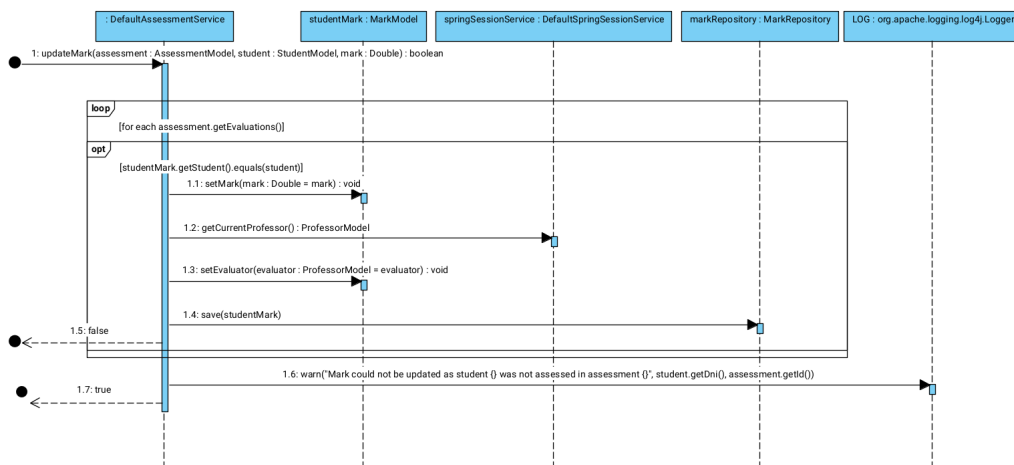 : DefaultAssessmentService
studentMark : MarkModel
springSessionService : DefaultSpringSessionService
markRepository : MarkRepository
LOG : org.apache.logging.log4j.Logger
1: updateMark(assessment : AssessmentModel, student : StudentModel, mark : Double) : boolean
loop
[for each assessment.getEvaluations()]
opt
[studentMark.getStudent().equals(student)]
1.1: setMark(mark : Double = mark) : void
1.2: getCurrentProfessor() : ProfessorModel
1.3: setEvaluator(evaluator : ProfessorModel = evaluator) : void
1.4: save(studentMark)
1.5: false
1.6: warn("Mark could not be updated as student {} was not assessed in assessment {}", student.getDni(), assessment.getId())
1.7: true